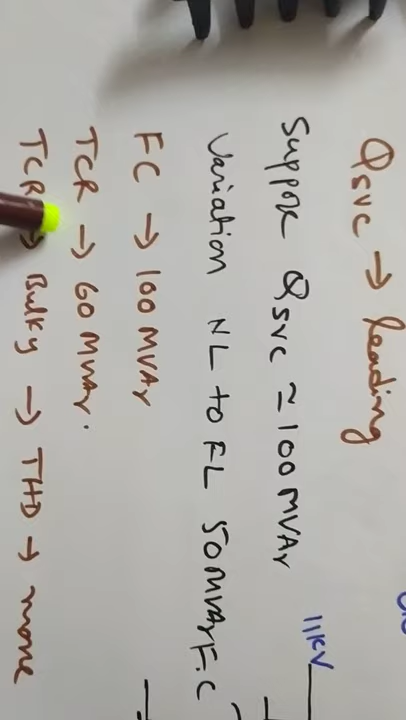 Qsvc → leading
Suppose Qsvc ≈ 100 MVAr
Variation NL to FL 50MVAr
FC → 100 MVAr
TCR → 60 MVAr.
TCR → Bulky → THD → more
11KV
F.C